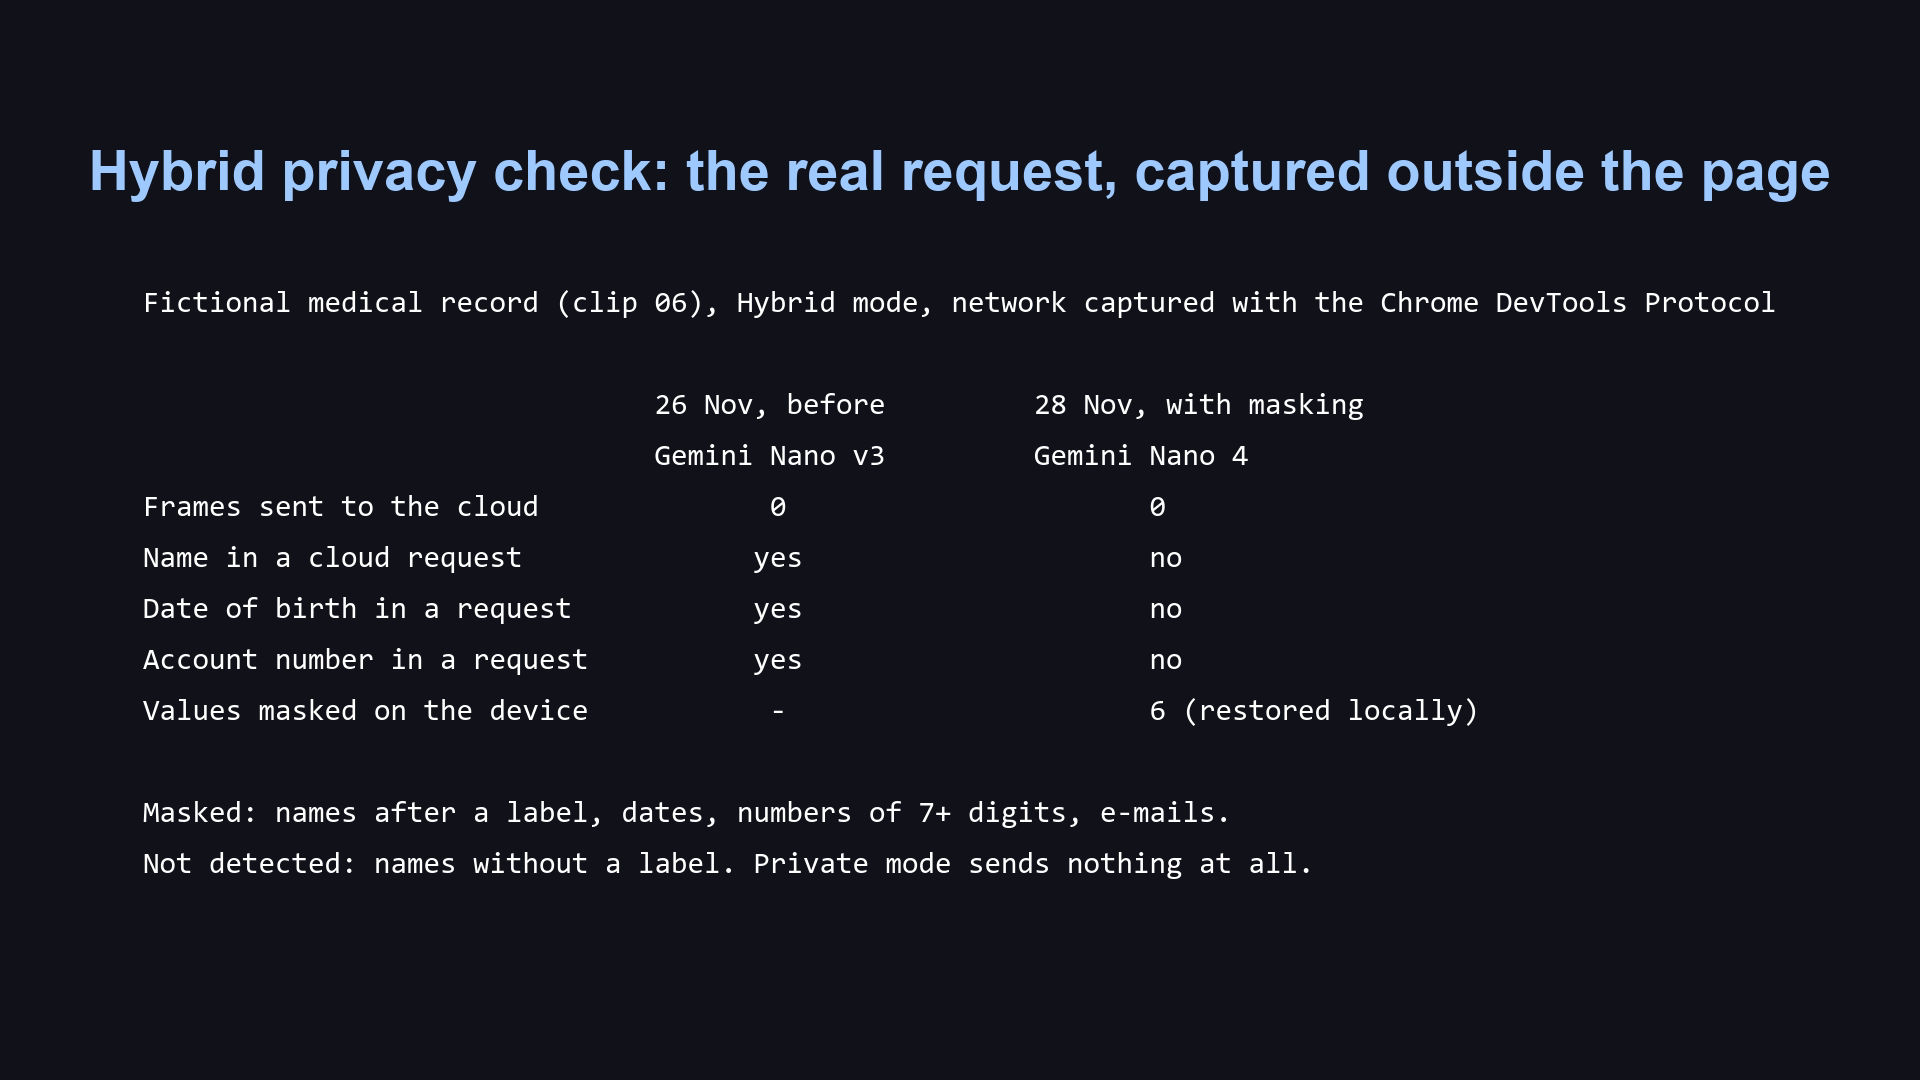 Hybrid privacy check: the real request, captured outside the page
Fictional medical record (clip 06), Hybrid mode, network captured with the Chrome DevTools Protocol
26 Nov, before 28 Nov, with masking
Gemini Nano v3 Gemini Nano 4
Frames sent to the cloud 0 0
Name in a cloud request yes no
Date of birth in a request yes no
Account number in a request yes no
Values masked on the device - 6 (restored locally)
Masked: names after a label, dates, numbers of 7+ digits, e-mails.
Not detected: names without a label. Private mode sends nothing at all.